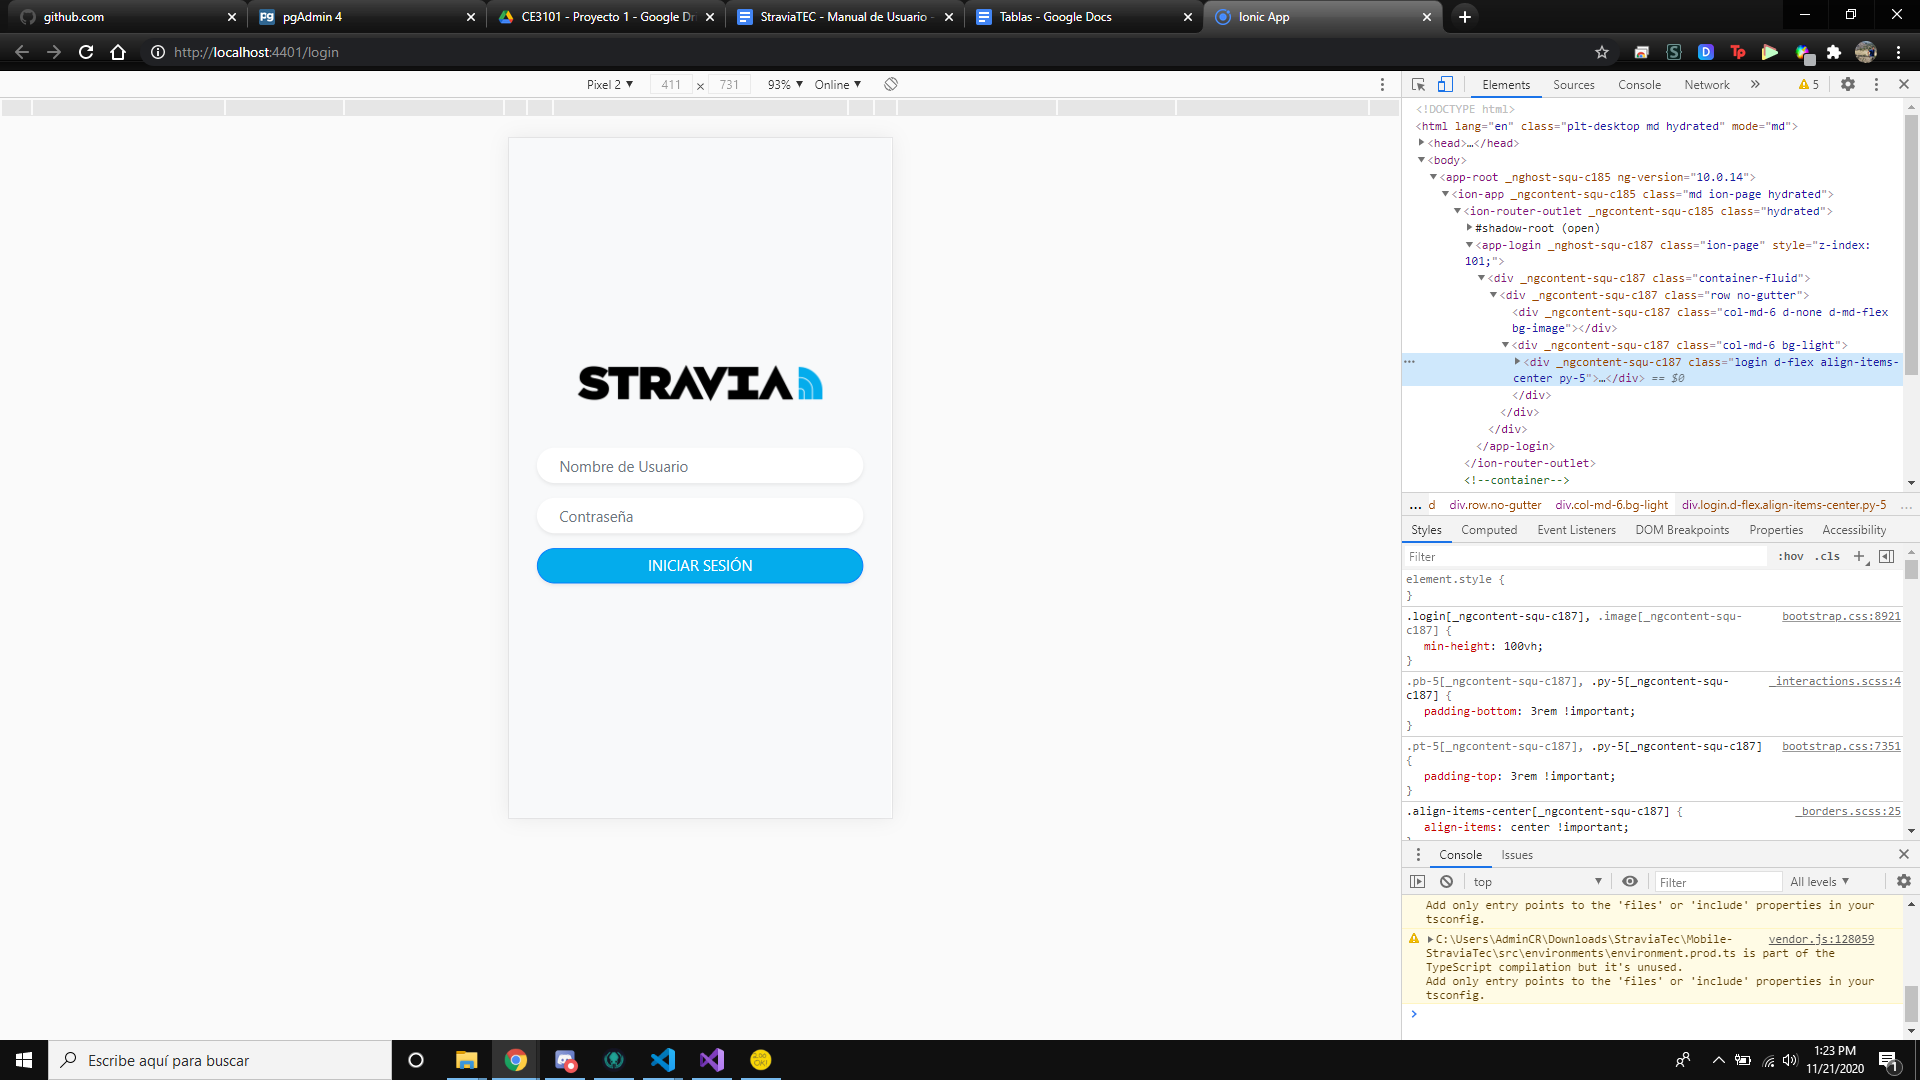 github.com
pgAdmin 4
CE3101 - Proyecto 1 - Google Dri
StraviaTEC - Manual de Usuario -
Tablas - Google Docs
Ionic App
http://localhost:4401/login
Pixel 2 411 x 731 93% Online
Elements Sources Console Network 5
<!DOCTYPE html>
<html lang="en" class="plt-desktop md hydrated" mode="md">
<head>…</head>
<body>
<app-root _nghost-squ-c185 ng-version="10.0.14">
<ion-app _ngcontent-squ-c185 class="md ion-page hydrated">
<ion-router-outlet _ngcontent-squ-c185 class="hydrated">
#shadow-root (open)
<app-login _nghost-squ-c187 class="ion-page" style="z-index:
101;">
<div _ngcontent-squ-c187 class="container-fluid">
<div _ngcontent-squ-c187 class="row no-gutter">
<div _ngcontent-squ-c187 class="col-md-6 d-none d-md-flex
bg-image"></div>
<div _ngcontent-squ-c187 class="col-md-6 bg-light">
<div _ngcontent-squ-c187 class="login d-flex align-items-
center py-5">…</div> == $0
</div>
</div>
</div>
</app-login>
</ion-router-outlet>
<!--container-->
... d div.row.no-gutter div.col-md-6.bg-light div.login.d-flex.align-items-center.py-5 ...
Styles Computed Event Listeners DOM Breakpoints Properties Accessibility
Filter :hov .cls
element.style {
}
.login[_ngcontent-squ-c187], .image[_ngcontent-squ- bootstrap.css:8921
c187] {
min-height: 100vh;
}
.pb-5[_ngcontent-squ-c187], .py-5[_ngcontent-squ- _interactions.scss:4
c187] {
padding-bottom: 3rem !important;
}
.pt-5[_ngcontent-squ-c187], .py-5[_ngcontent-squ-c187] bootstrap.css:7351
{
padding-top: 3rem !important;
}
.align-items-center[_ngcontent-squ-c187] { _borders.scss:25
align-items: center !important;
Console Issues
top Filter All levels
Add only entry points to the 'files' or 'include' properties in your
tsconfig.
C:\Users\AdminCR\Downloads\StraviaTec\Mobile- vendor.js:128059
StraviaTec\src\environments\environment.prod.ts is part of the
TypeScript compilation but it's unused.
Add only entry points to the 'files' or 'include' properties in your
tsconfig.
STRAVIA
Nombre de Usuario
Contraseña
INICIAR SESIÓN
Escribe aquí para buscar
1:23 PM
11/21/2020
1